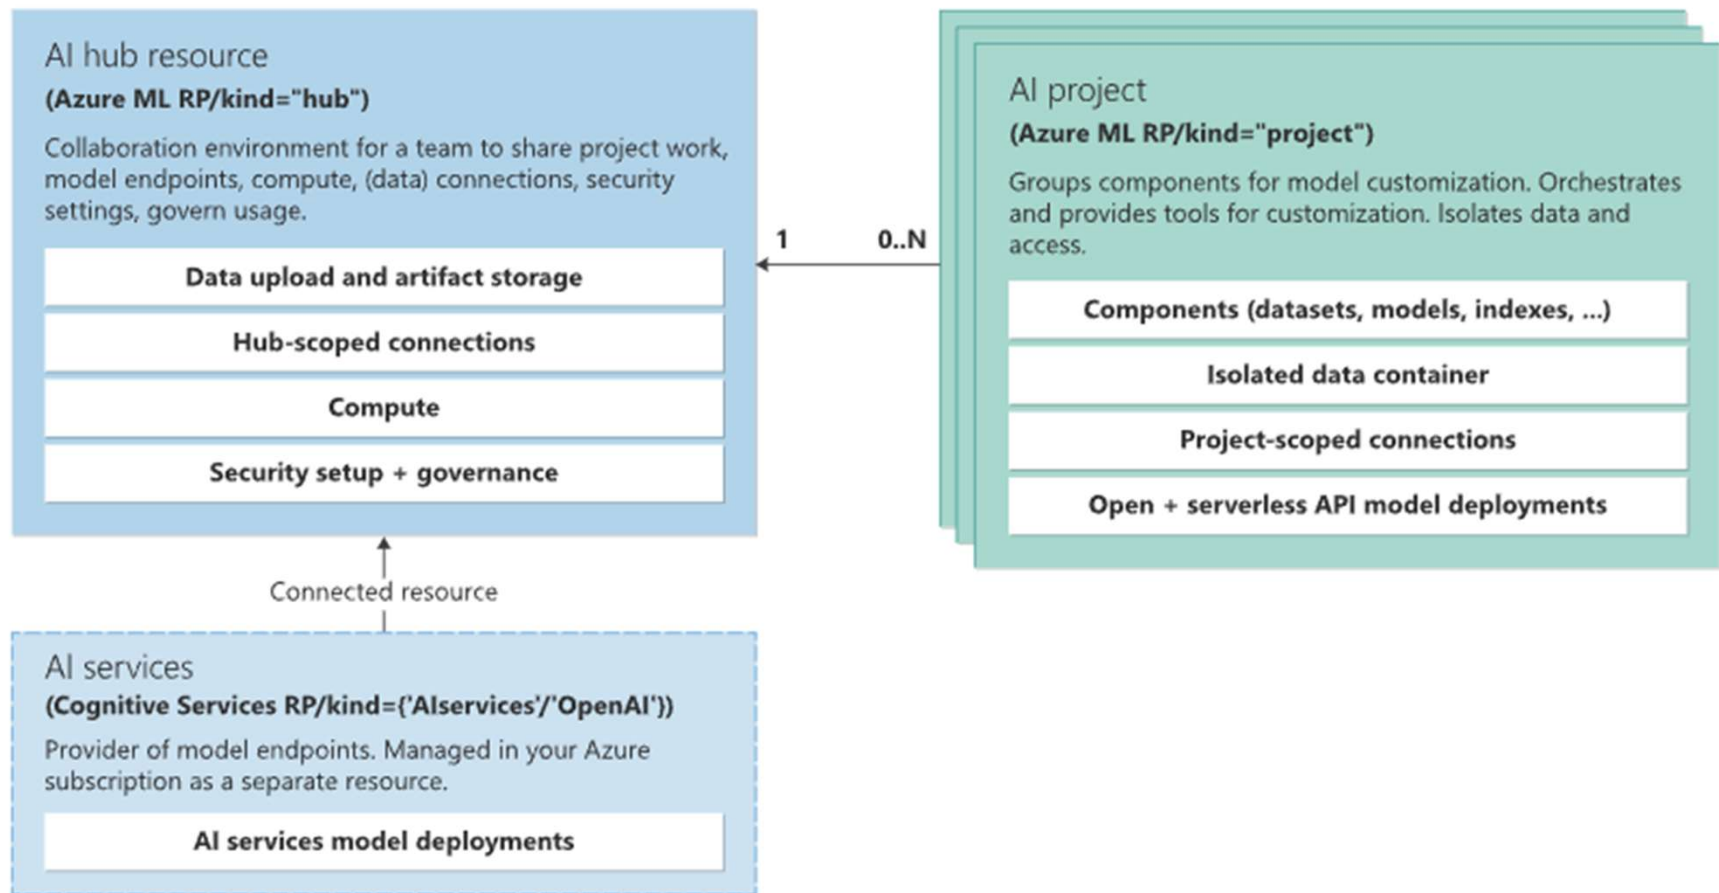 AI hub resource
(Azure ML RP/kind="hub")
Collaboration environment for a team to share project work,
model endpoints, compute, (data) connections, security
settings, govern usage.
Data upload and artifact storage
Hub-scoped connections
Compute
Security setup + governance
1
0..N
AI project
(Azure ML RP/kind="project")
Groups components for model customization. Orchestrates
and provides tools for customization. Isolates data and
access.
Components (datasets, models, indexes, ...)
Isolated data container
Project-scoped connections
Open + serverless API model deployments
Connected resource
AI services
(Cognitive Services RP/kind={'AIservices'/'OpenAI'})
Provider of model endpoints. Managed in your Azure
subscription as a separate resource.
AI services model deployments